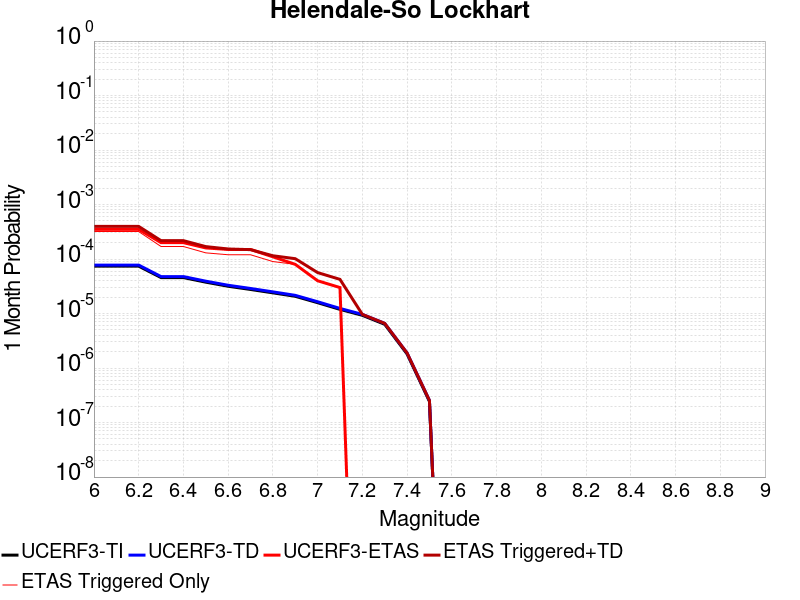 Helendale-So Lockhart
10 0
10 -1
10 -2
10 -3
10 -4
10 -5
10 -6
10 -7
10 -8
1 Month Probability
6 6.2 6.4 6.6 6.8 7 7.2 7.4 7.6 7.8 8 8.2 8.4 8.6 8.8 9
Magnitude
UCERF3-TI UCERF3-TD UCERF3-ETAS ETAS Triggered+TD
ETAS Triggered Only